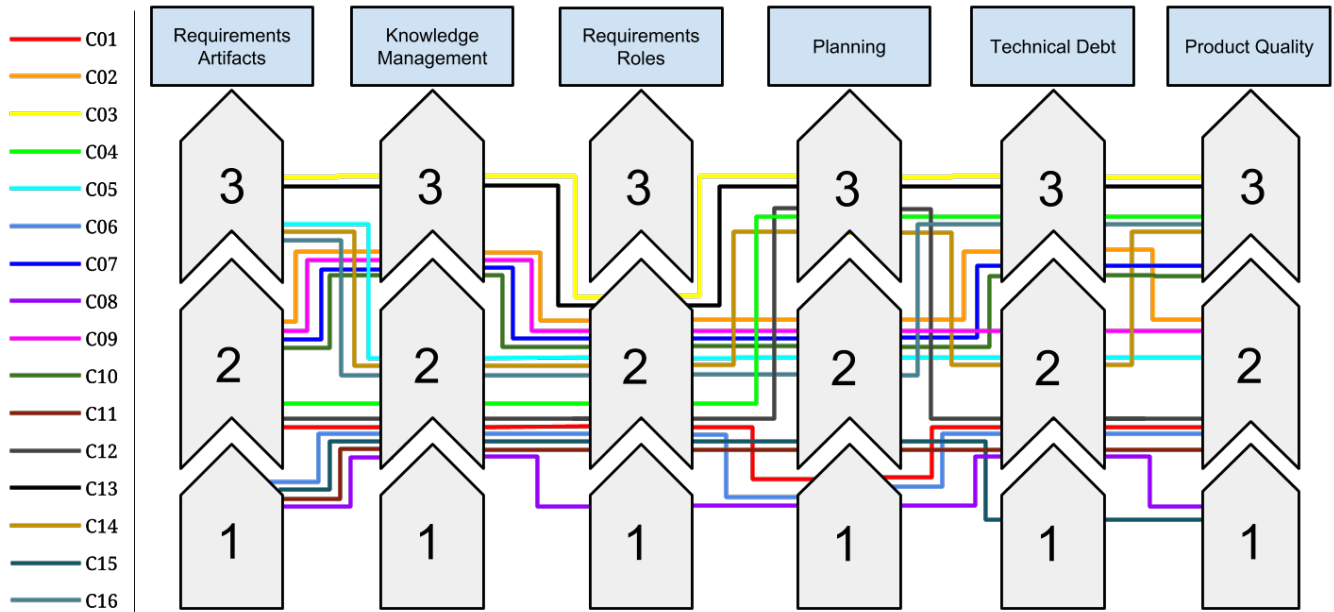 C01
C02
C03
C04
C05
C06
C07
C08
C09
C10
C11
C12
C13
C14
C15
C16
Requirements
Artifacts
Knowledge
Management
Requirements
Roles
Planning
Technical Debt
Product Quality
3
3
3
3
3
3
2
2
2
2
2
2
1
1
1
1
1
1